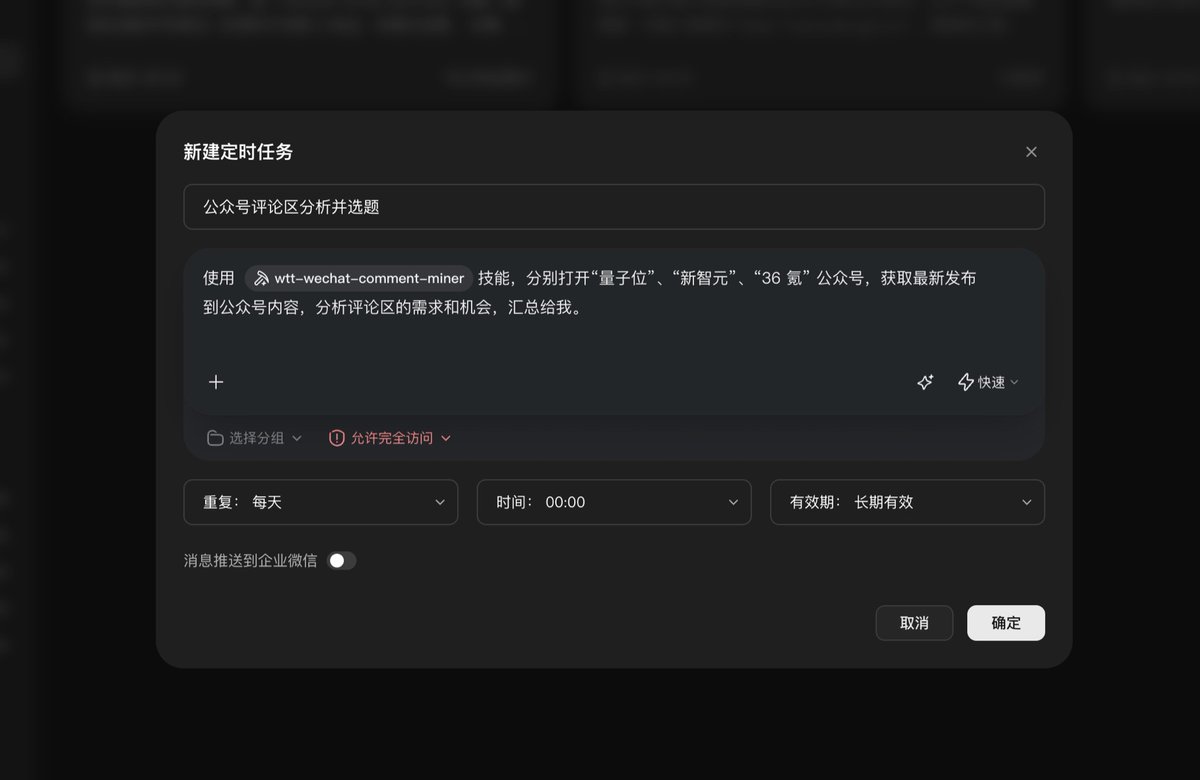 新建定时任务
公众号评论区分析并选题
使用 wtt-wechat-comment-miner 技能，分别打开“量子位”、“新智元”、“36 氪” 公众号，获取最新发布
到公众号内容，分析评论区的需求和机会，汇总给我。
快速
选择分组 允许完全访问
重复： 每天 时间： 00:00 有效期： 长期有效
消息推送到企业微信
取消 确定